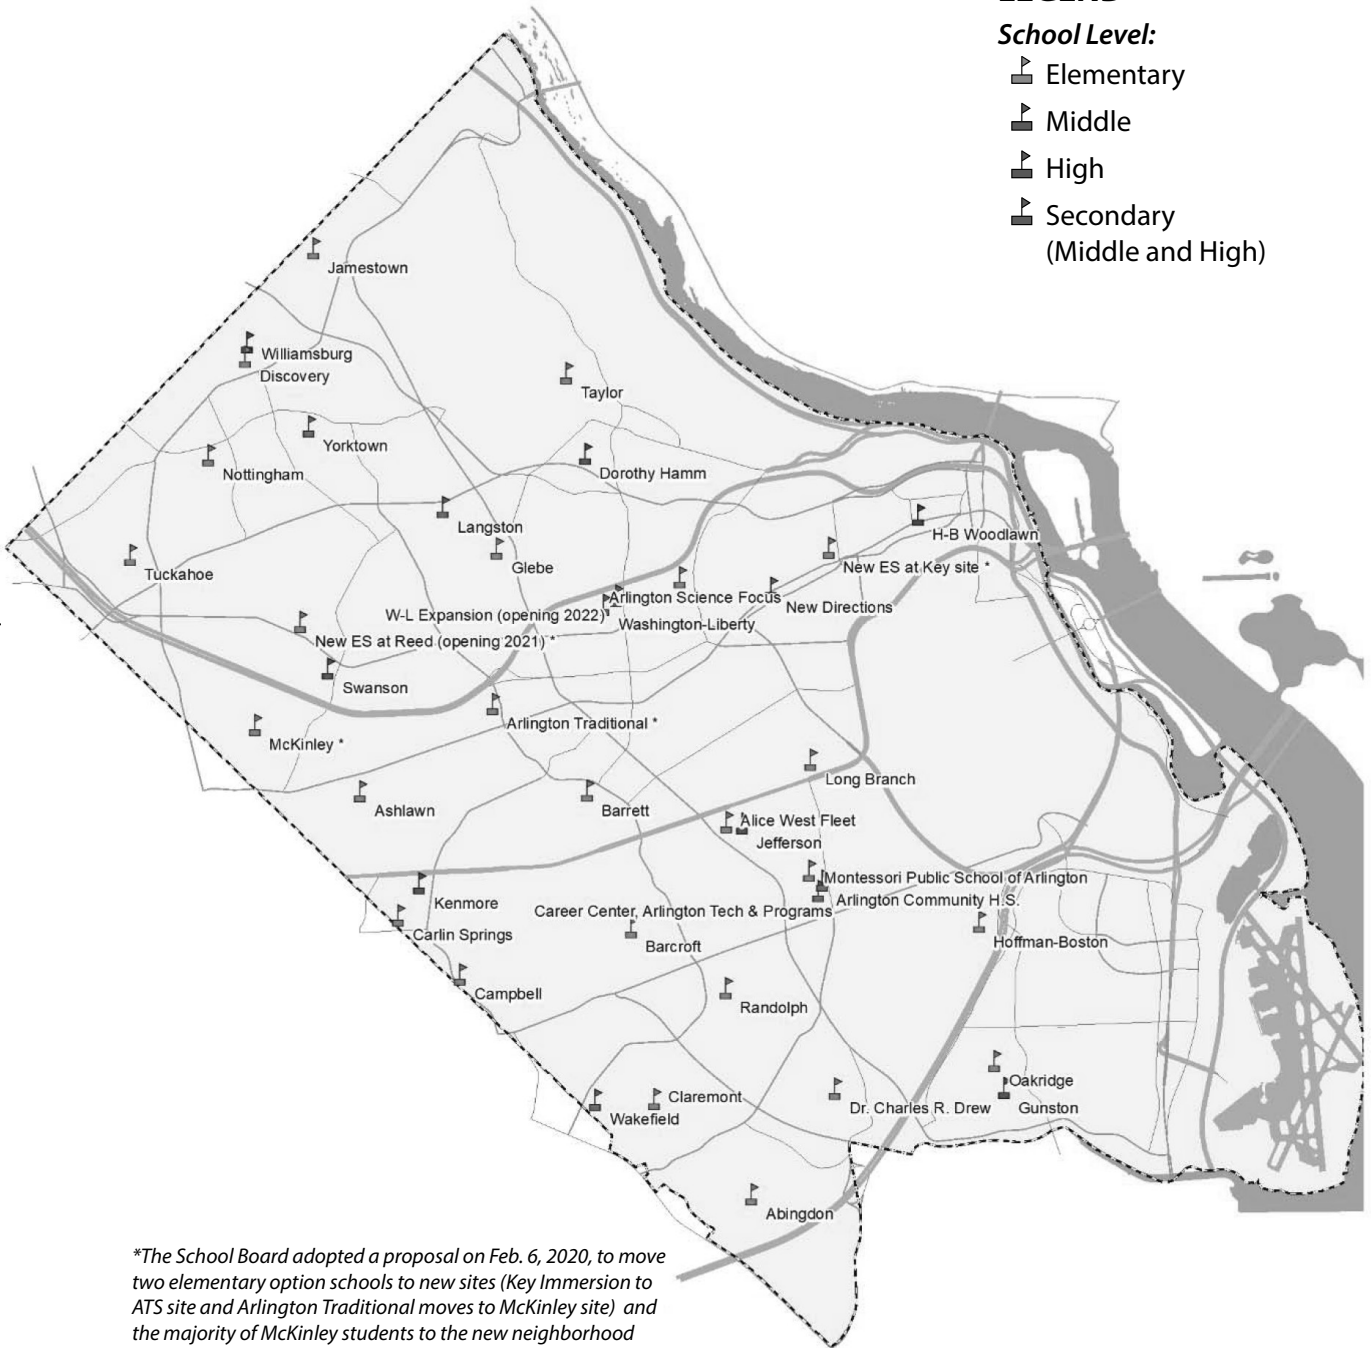 School Level:
Elementary
Middle
High
Secondary
(Middle and High)
Jamestown
Williamsburg
Discovery
Taylor
Yorktown
Nottingham
Dorothy Hamm
Langston
H-B Woodlawn
Glebe
New ES at Key site *
Tuckahoe
Arlington Science Focus
New Directions
W-L Expansion (opening 2022)
Washington-Liberty
New ES at Reed (opening 2021) *
Swanson
Arlington Traditional *
McKinley *
Long Branch
Ashlawn
Barrett
Alice West Fleet
Jefferson
Montessori Public School of Arlington
Kenmore
Arlington Community H.S.
Career Center, Arlington Tech & Programs
Carlin Springs
Barcroft
Hoffman-Boston
Campbell
Randolph
Oakridge
Claremont
Dr. Charles R. Drew
Gunston
Wakefield
Abingdon
*The School Board adopted a proposal on Feb. 6, 2020, to move
two elementary option schools to new sites (Key Immersion to
ATS site and Arlington Traditional moves to McKinley site) and
the majority of McKinley students to the new neighborhood